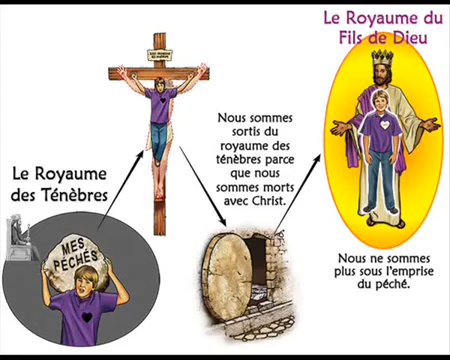 Le Royaume
des Ténèbres
MES
PÉCHÉS
Nous sommes
sortis du
royaume des
ténèbres parce
que nous
sommes morts
avec Christ.
Le Royaume du
Fils de Dieu
Nous ne sommes
plus sous l'emprise
du péché.